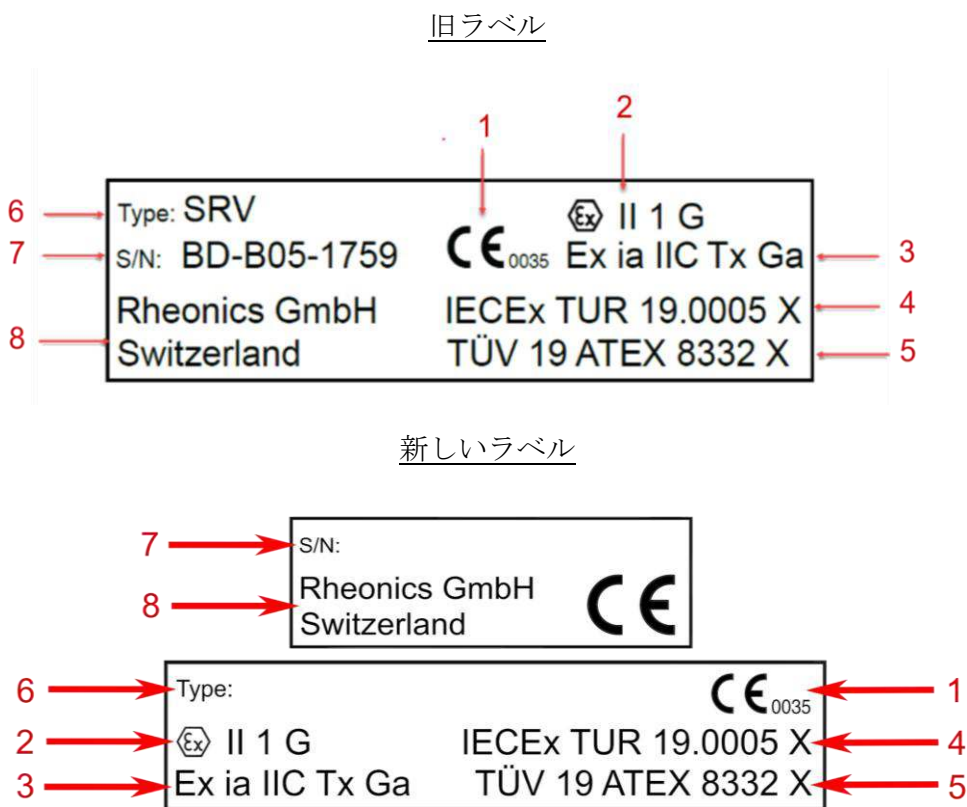 旧ラベル
1
2
6
Type: SRV
Ex II 1 G
7
S/N: BD-B05-1759
CE 0035
Ex ia IIC Tx Ga
3
8
Rheonics GmbH
IECEx TUR 19.0005 X
4
Switzerland
TÜV 19 ATEX 8332 X
5
新しいラベル
7
S/N:
8
Rheonics GmbH
Switzerland
CE
6
Type:
CE 0035
1
2
Ex II 1 G
IECEx TUR 19.0005 X
4
3
Ex ia IIC Tx Ga
TÜV 19 ATEX 8332 X
5